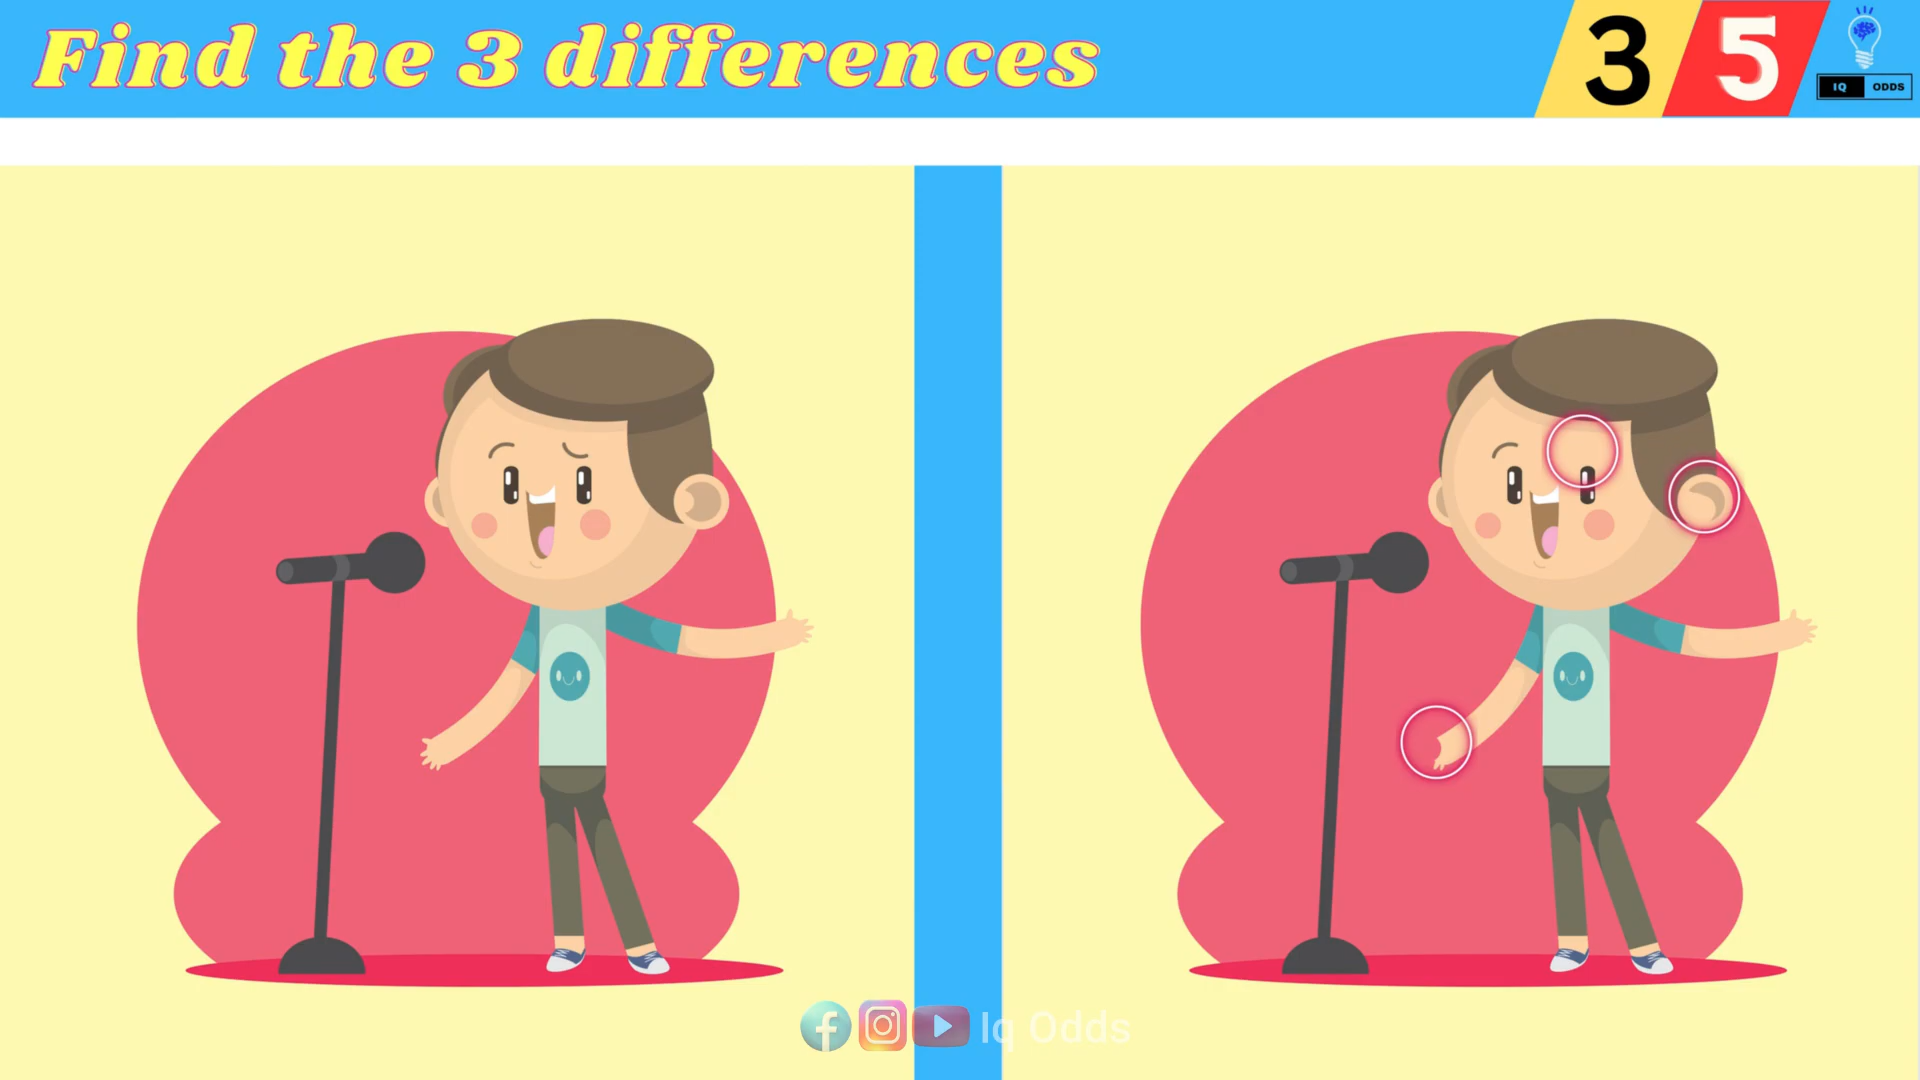 Find the 3 differences
3 5
IQ ODDS
Iq Odds